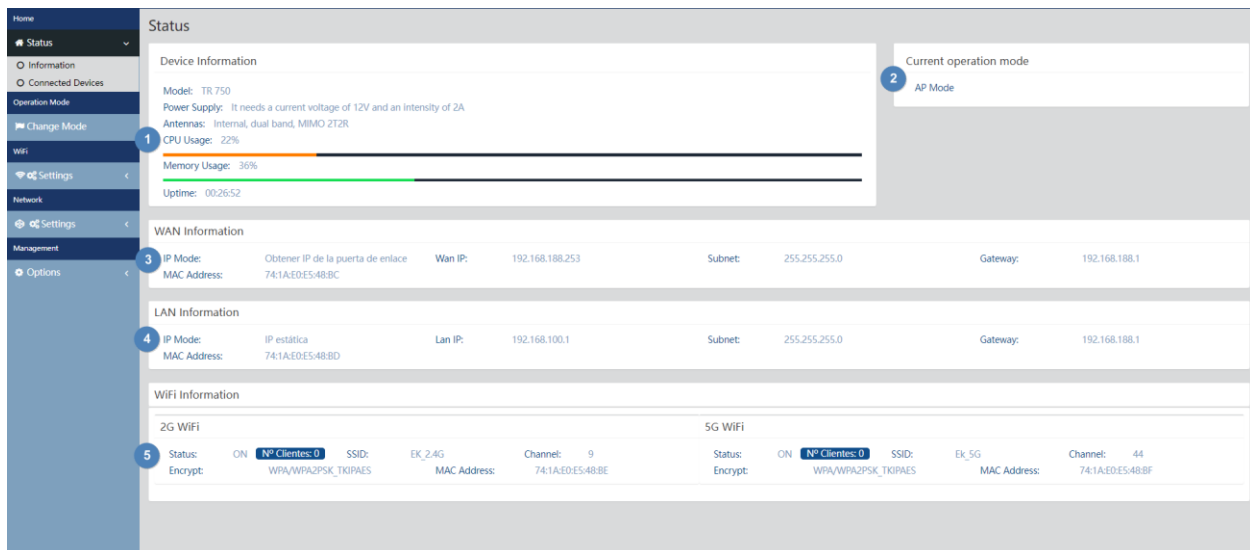 Home
Status
Status
Information
Connected Devices
Operation Mode
Change Mode
WiFi
Settings
Network
Settings
Management
Options
Device Information
Model: TR 750
Power Supply: It needs a current voltage of 12V and an intensity of 2A
Antennas: Internal, dual band, MIMO 2T2R
1
CPU Usage: 22%
Memory Usage: 36%
Uptime: 00:26:52
Current operation mode
2
AP Mode
WAN Information
3
IP Mode: Obtener IP de la puerta de enlace Wan IP: 192.168.188.253 Subnet: 255.255.255.0 Gateway: 192.168.188.1
MAC Address: 74:1A:E0:E5:48:BC
LAN Information
4
IP Mode: IP estática Lan IP: 192.168.100.1 Subnet: 255.255.255.0 Gateway: 192.168.188.1
MAC Address: 74:1A:E0:E5:48:BD
WiFi Information
2G WiFi
5
Status: ON Nº Clientes: 0 SSID: EK_2.4G Channel: 9
Encrypt: WPA/WPA2PSK_TKIPAES MAC Address: 74:1A:E0:E5:48:BE
5G WiFi
Status: ON Nº Clientes: 0 SSID: Ek_5G Channel: 44
Encrypt: WPA/WPA2PSK_TKIPAES MAC Address: 74:1A:E0:E5:48:BF